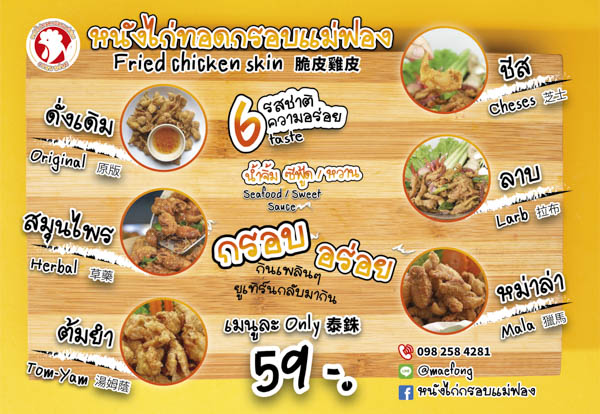 หนังไก่ทอดกรอบแม่ฟอง
Fried chicken skin 脆皮雞皮
6 รสชาติ
ความอร่อย
taste
น้ำจิ้ม ซีฟู้ด / หวาน
Seafood / Sweet
Sauce
กรอบ อร่อย
กินเพลินๆ
ยูเทิร์นกลับมากิน
เมนูละ Only 泰銖
59.-
ดั่งเดิม
Original 原版
สมุนไพร
Herbal 草藥
ต้มยำ
Tom-Yam 湯姆蔭
ชีส
Cheses 芝士
ลาบ
Larb 拉布
หม่าล่า
Mala 獵馬
098 258 4281
@maefong
หนังไก่กรอบแม่ฟอง